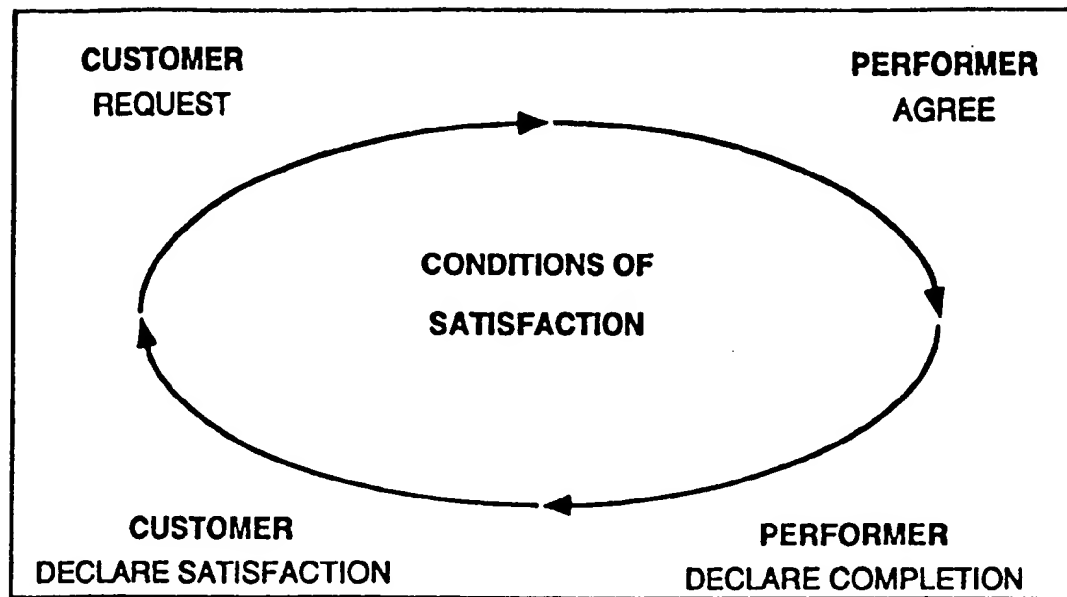 CUSTOMER
REQUEST
PERFORMER
AGREE
CONDITIONS OF
SATISFACTION
CUSTOMER
DECLARE SATISFACTION
PERFORMER
DECLARE COMPLETION